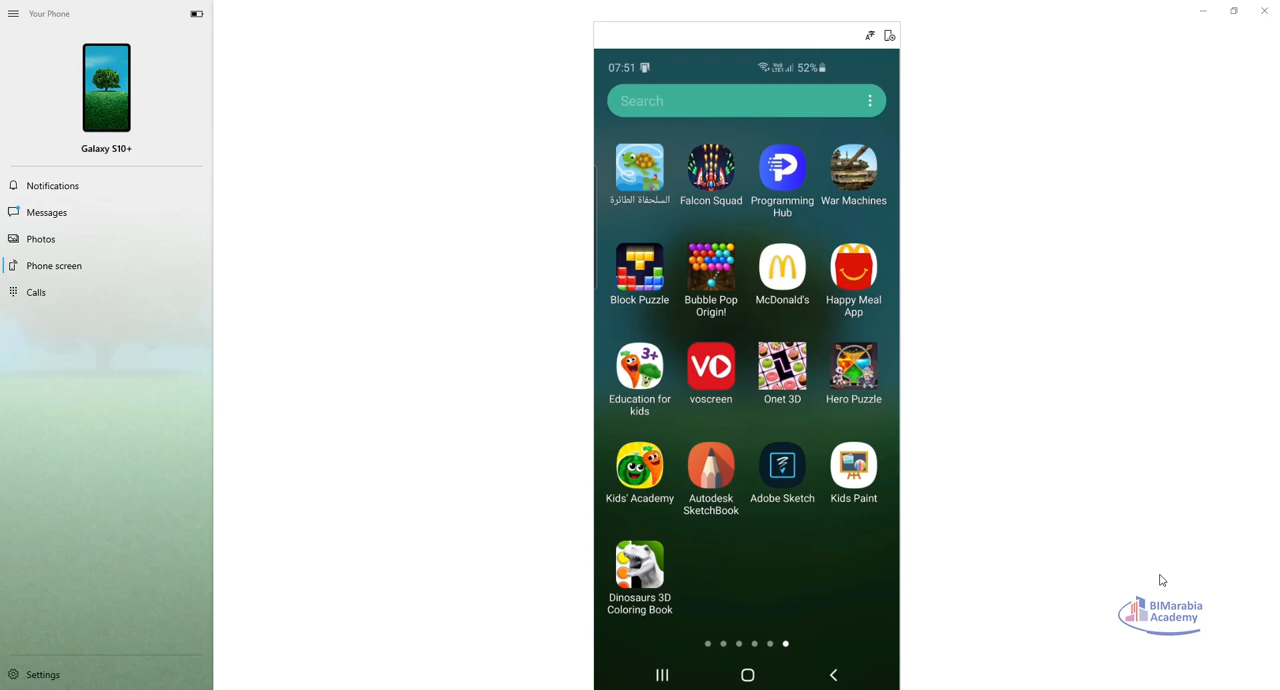 Your Phone
Galaxy S10+
Notifications
Messages
Photos
Phone screen
Calls
Settings
07:51
52%
Search
السلحفاة الطائرة
Falcon Squad
Programming
Hub
War Machines
Block Puzzle
Bubble Pop
Origin!
McDonald's
Happy Meal
App
3+
Education for
kids
VO
voscreen
Onet 3D
Hero Puzzle
Kids' Academy
Autodesk
SketchBook
Adobe Sketch
Kids Paint
Dinosaurs 3D
Coloring Book
BIMarabia
Academy